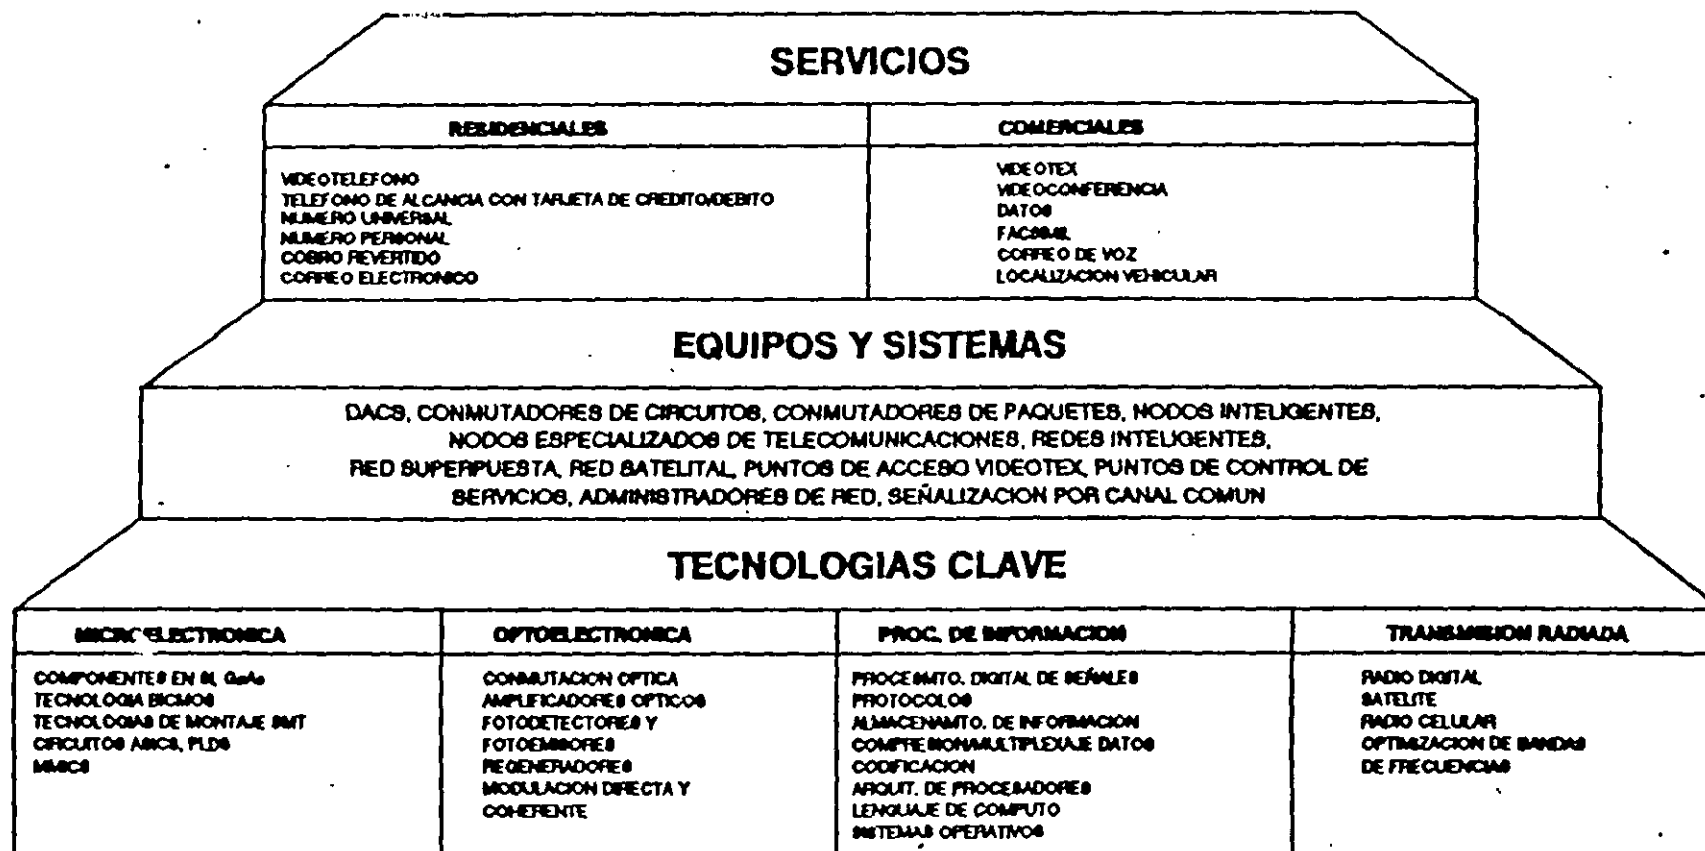 SERVICIOS
RESIDENCIALES
VIDEOTELEFONO
TELEFONO DE ALCANCIA CON TARJETA DE CREDITO/DEBITO
NUMERO UNIVERSAL
NUMERO PERSONAL
COBRO REVERTIDO
CORREO ELECTRONICO
COMERCIALES
VIDEOTEX
VIDEOCONFERENCIA
DATOS
FACSIMIL
CORREO DE VOZ
LOCALIZACION VEHICULAR
EQUIPOS Y SISTEMAS
DACS, CONMUTADORES DE CIRCUITOS, CONMUTADORES DE PAQUETES, NODOS INTELIGENTES,
NODOS ESPECIALIZADOS DE TELECOMUNICACIONES, REDES INTELIGENTES,
RED SUPERPUESTA, RED SATELITAL, PUNTOS DE ACCESO VIDEOTEX, PUNTOS DE CONTROL DE
SERVICIOS, ADMINISTRADORES DE RED, SEÑALIZACION POR CANAL COMUN
TECNOLOGIAS CLAVE
MICROELECTRONICA
COMPONENTES EN SI, GaAs
TECNOLOGIA BICMOS
TECNOLOGIAS DE MONTAJE SMT
CIRCUITOS ASICS, PLDS
MMICS
OPTOELECTRONICA
CONMUTACION OPTICA
AMPLIFICADORES OPTICOS
FOTODETECTORES Y
FOTOEMISORES
REGENERADORES
MODULACION DIRECTA Y
COHERENTE
PROC. DE INFORMACION
PROCESMTO. DIGITAL DE SEÑALES
PROTOCOLOS
ALMACENAMTO. DE INFORMACION
COMPRESION/MULTIPLEXAJE DATOS
CODIFICACION
ARQUIT. DE PROCESADORES
LENGUAJE DE COMPUTO
SISTEMAS OPERATIVOS
TRANSMISION RADIADA
RADIO DIGITAL
SATELITE
RADIO CELULAR
OPTIMIZACION DE BANDAS
DE FRECUENCIAS